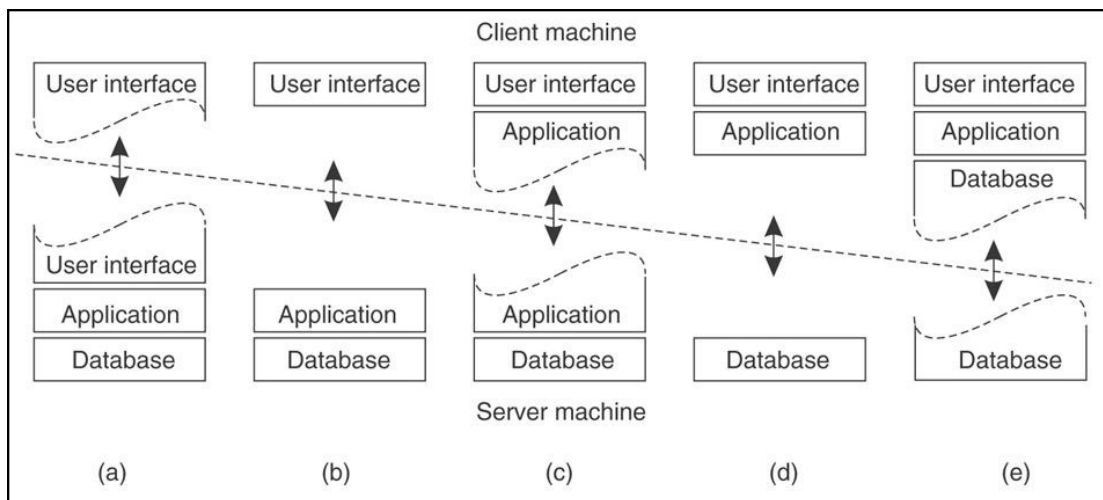 Client machine
User interface User interface User interface User interface User interface
Application Application Application
Database
User interface
Application Application Application
Database Database Database Database Database
Server machine
(a) (b) (c) (d) (e)